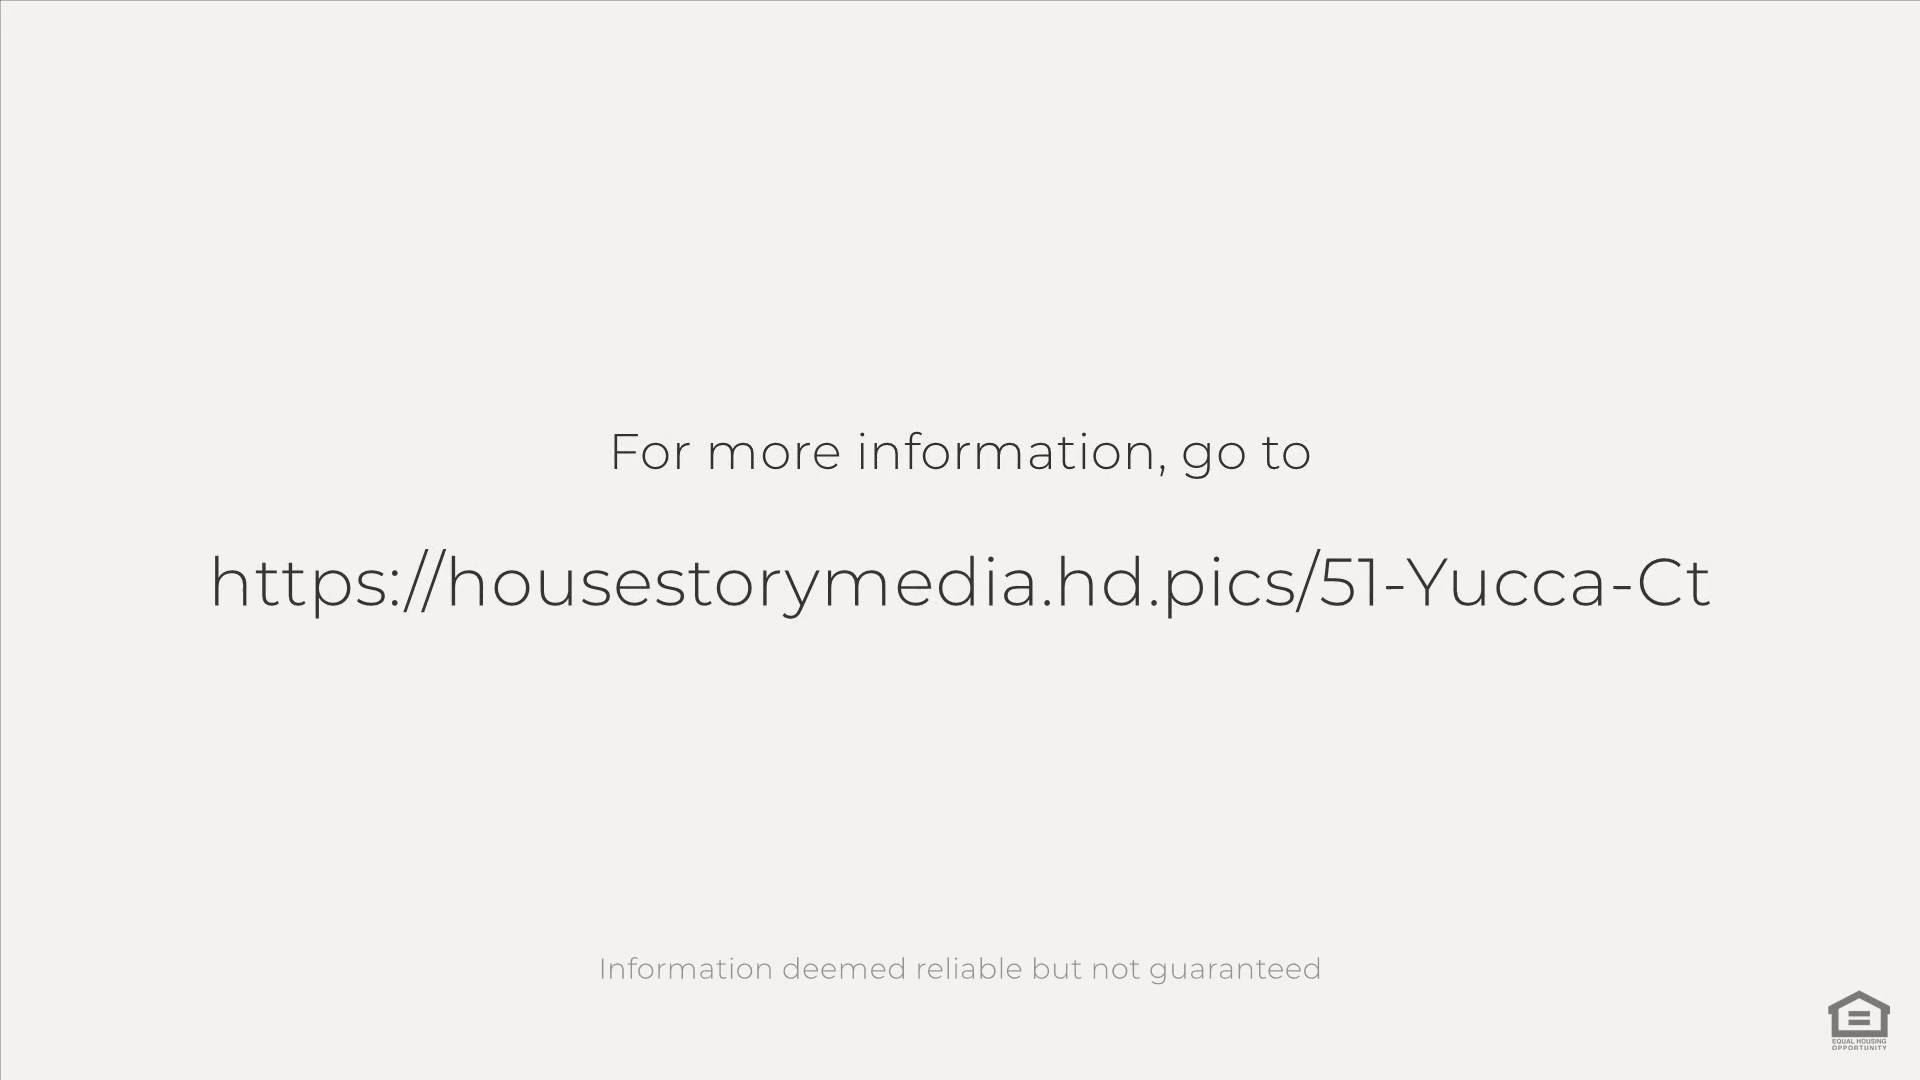 For more information, go to
https://housestorymedia.hd.pics/51-Yucca-Ct
Information deemed reliable but not guaranteed
EQUAL HOUSING
OPPORTUNITY